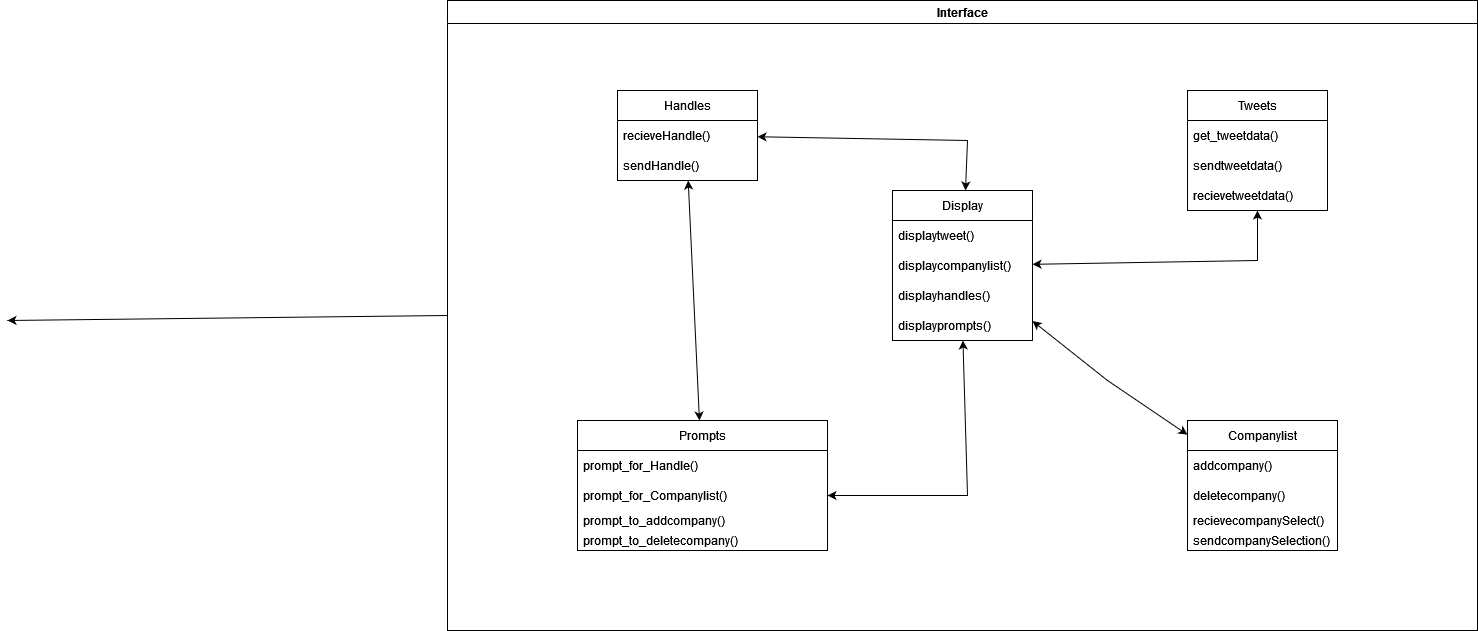 Interface
Handles
recieveHandle()
sendHandle()
Tweets
get_tweetdata()
sendtweetdata()
recievetweetdata()
Display
displaytweet()
displaycompanylist()
displayhandles()
displayprompts()
Prompts
prompt_for_Handle()
prompt_for_Companylist()
prompt_to_addcompany()
prompt_to_deletecompany()
Companylist
addcompany()
deletecompany()
recievecompanySelect()
sendcompanySelection()